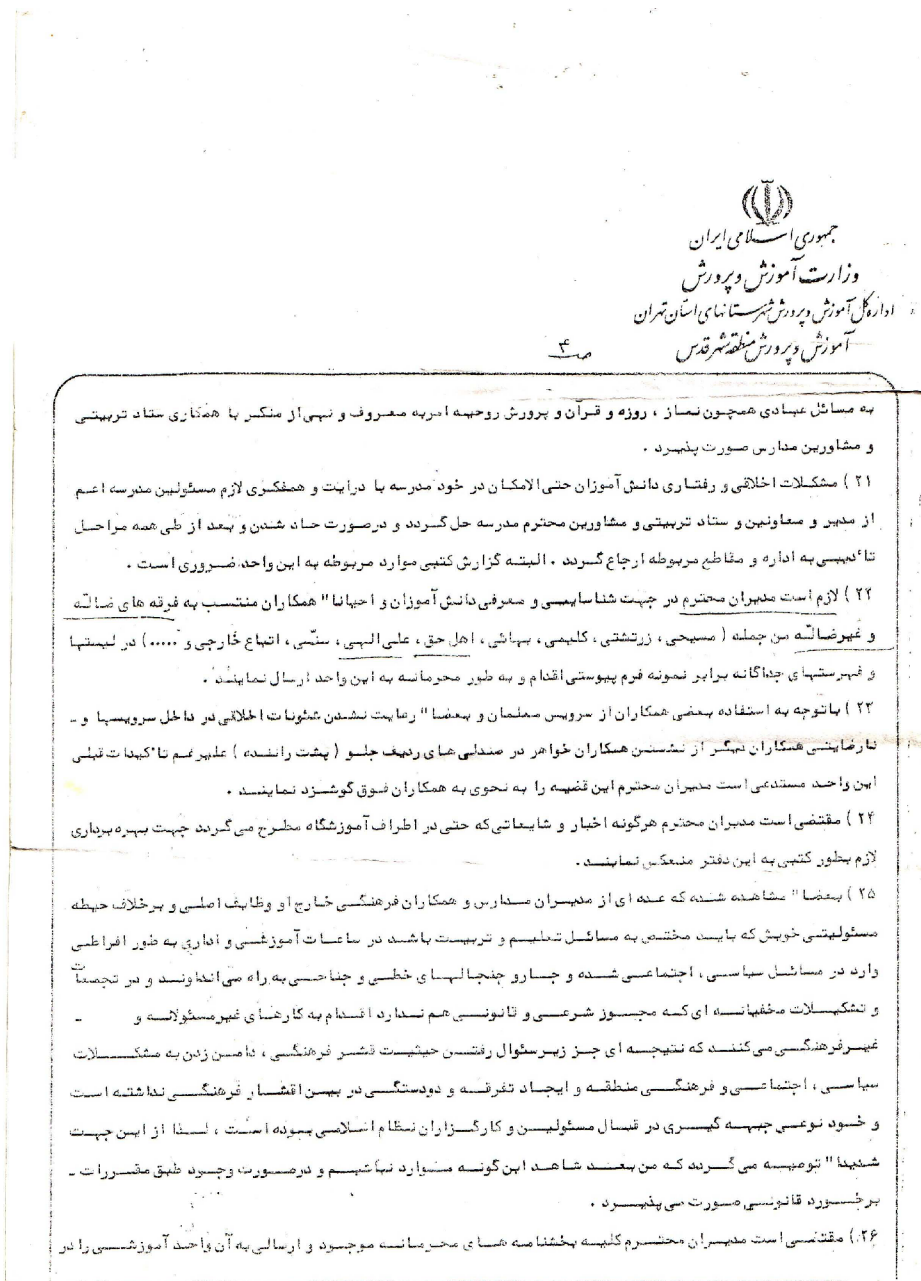 جمهوری اسلامی ایران
وزارت آموزش و پرورش
اداره کل آموزش و پرورش شهرستانهای استان تهران
آموزش و پرورش منطقه شهر قدس
ص ۴
به مسائل عبادی همچون نماز ، روزه و قرآن و پرورش روحیه امر به معروف و نهی از منکر با همکاری ستاد تربیتی
و مشاورین مدارس صورت پذیرد .
۲۱ ) مشکلات اخلاقی و رفتاری دانش آموزان حتی الامکان در خود مدرسه با درایت و همفکری لازم مسئولین مدرسه اعم
از مدیر و معاونین و ستاد تربیتی و مشاورین محترم مدرسه حل گردد و درصورت حاد شدن و بعد از طی همه مراحل
تأدیبی به اداره و مقاطع مربوطه ارجاع گردد . البته گزارش کتبی موارد مربوطه به این واحد ضروری است .
۲۲ ) لازم است مدیران محترم در جهت شناسایی و معرفی دانش آموزان و احیانا" همکاران منتسب به فرقه های ضاله
و غیرضاله من جمله ( مسیحی ، زرتشتی ، کلیمی ، بهائی ، اهل حق ، علی الهی ، سنّی ، اتباع خارجی و ..... ) در لیستها
و فهرستهای جداگانه برابر نمونه فرم پیوستی اقدام و به طور محرمانه به این واحد ارسال نمایند .
۲۳ ) باتوجه به استفاده بعضی همکاران از سرویس معلمان و بعضا" رعایت نشدن شئونات اخلاقی در داخل سرویسها و -
نارضایتی همکاران دیگر از نشستن همکاران خواهر در صندلی های ردیف جلو ( پشت راننده ) علیرغم تاکیدات قبلی
این واحد مستدعی است مدیران محترم این قضیه را به نحوی به همکاران فوق گوشزد نمایند .
۲۴ ) مقتضی است مدیران محترم هرگونه اخبار و شایعاتی که حتی در اطراف آموزشگاه مطرح می گردد جهت بهره برداری
لازم بطور کتبی به این دفتر منعکس نمایند .
۲۵ ) بعضا" مشاهده شده که عده ای از مدیران مدارس و همکاران فرهنگی خارج از وظایف اصلی و برخلاف حیطه
مسئولیتی خویش که باید مختص به مسائل تعلیم و تربیت باشد در ساعات آموزشی و اداری به طور افراطی
وارد در مسائل سیاسی ، اجتماعی شده و جارو جنجالهای خطی و جناحی به راه می اندازند و در تجمعات
و تشکیلات مخفیانه ای که مجوز شرعی و قانونی هم ندارد اقدام به کارهای غیرمسئولانه و -
غیرفرهنگی می کنند که نتیجه ای جز زیر سئوال رفتن حیثیت قشر فرهنگی ، دامن زدن به مشکلات
سیاسی ، اجتماعی و فرهنگی منطقه و ایجاد تفرقه و دودستگی در بین اقشار فرهنگی نداشته است
و خود نوعی جبهه گیری در قبال مسئولین و کارگزاران نظام اسلامی بوده است ، لذا از این جهت
شدیدا" توصیه می گردد که من بعد شاهد این گونه موارد نباشیم و درصورت وجود طبق مقررات -
برخورد قانونی صورت می پذیرد .
۲۶ ) مقتضی است مدیران محترم کلیه بخشنامه های محرمانه موجود و ارسالی به آن واحد آموزشی را در